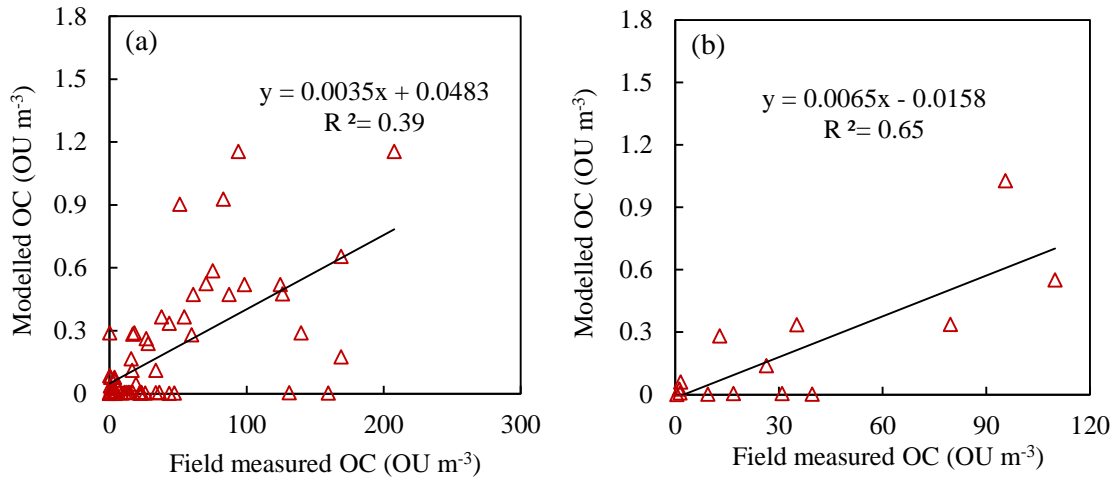 (a)
y = 0.0035x + 0.0483
R ²= 0.39
Modelled OC (OU m⁻³)
1.8
1.5
1.2
0.9
0.6
0.3
0
0 100 200 300
Field measured OC (OU m⁻³)
(b)
y = 0.0065x - 0.0158
R ²= 0.65
Modelled OC (OU m⁻³)
1.8
1.5
1.2
0.9
0.6
0.3
0
0 30 60 90 120
Field measured OC (OU m⁻³)